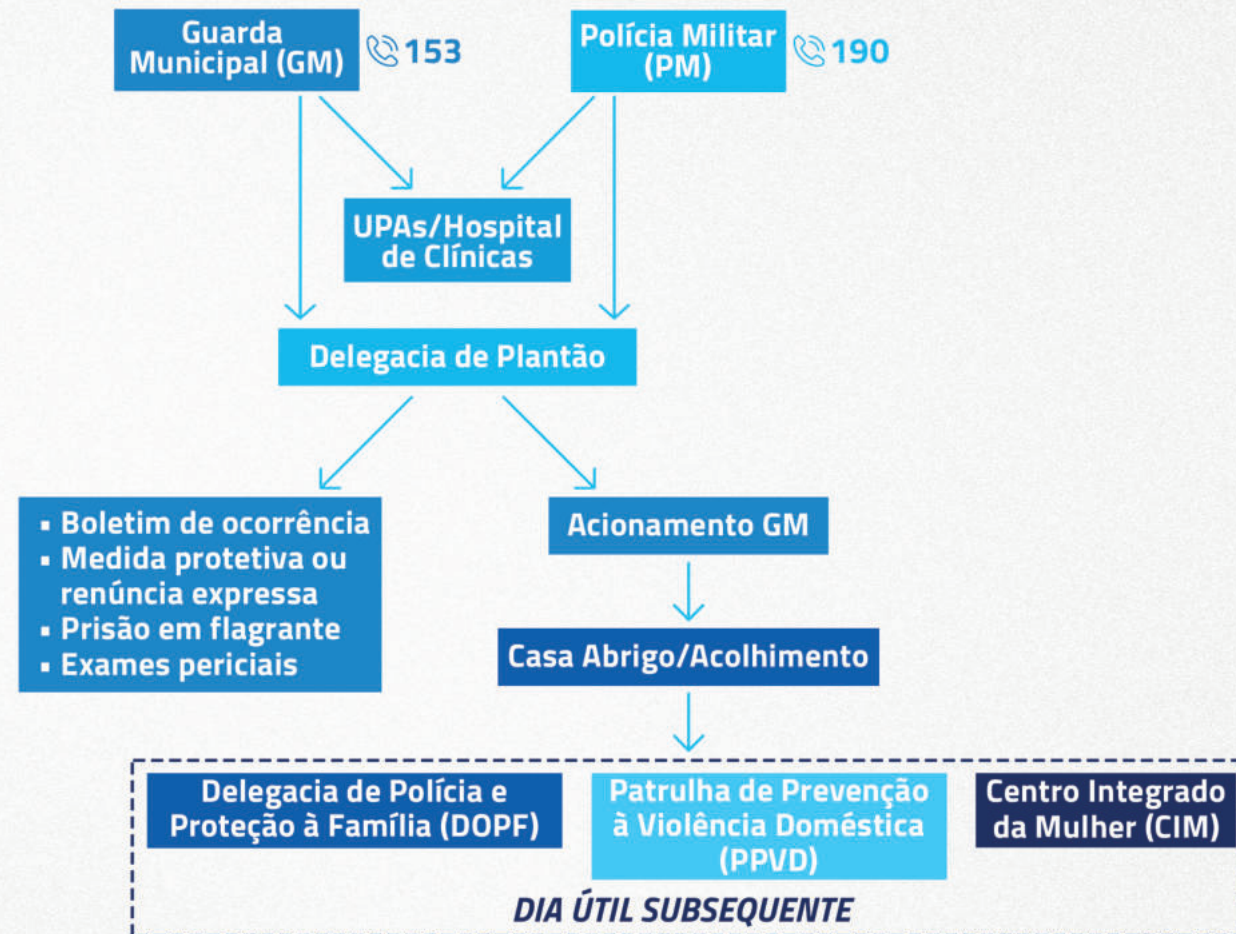 Guarda
Municipal (GM)
153
Polícia Militar
(PM)
190
UPAs/Hospital
de Clínicas
Delegacia de Plantão
▪ Boletim de ocorrência
▪ Medida protetiva ou
renúncia expressa
▪ Prisão em flagrante
▪ Exames periciais
Acionamento GM
Casa Abrigo/Acolhimento
Delegacia de Polícia e
Proteção à Família (DOPF)
Patrulha de Prevenção
à Violência Doméstica
(PPVD)
Centro Integrado
da Mulher (CIM)
DIA ÚTIL SUBSEQUENTE